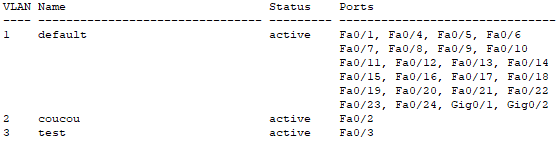 VLAN Name                             Status    Ports
---- -------------------------------- --------- -------------------------------
1    default                          active    Fa0/1, Fa0/4, Fa0/5, Fa0/6
                                                Fa0/7, Fa0/8, Fa0/9, Fa0/10
                                                Fa0/11, Fa0/12, Fa0/13, Fa0/14
                                                Fa0/15, Fa0/16, Fa0/17, Fa0/18
                                                Fa0/19, Fa0/20, Fa0/21, Fa0/22
                                                Fa0/23, Fa0/24, Gig0/1, Gig0/2
2    coucou                           active    Fa0/2
3    test                             active    Fa0/3